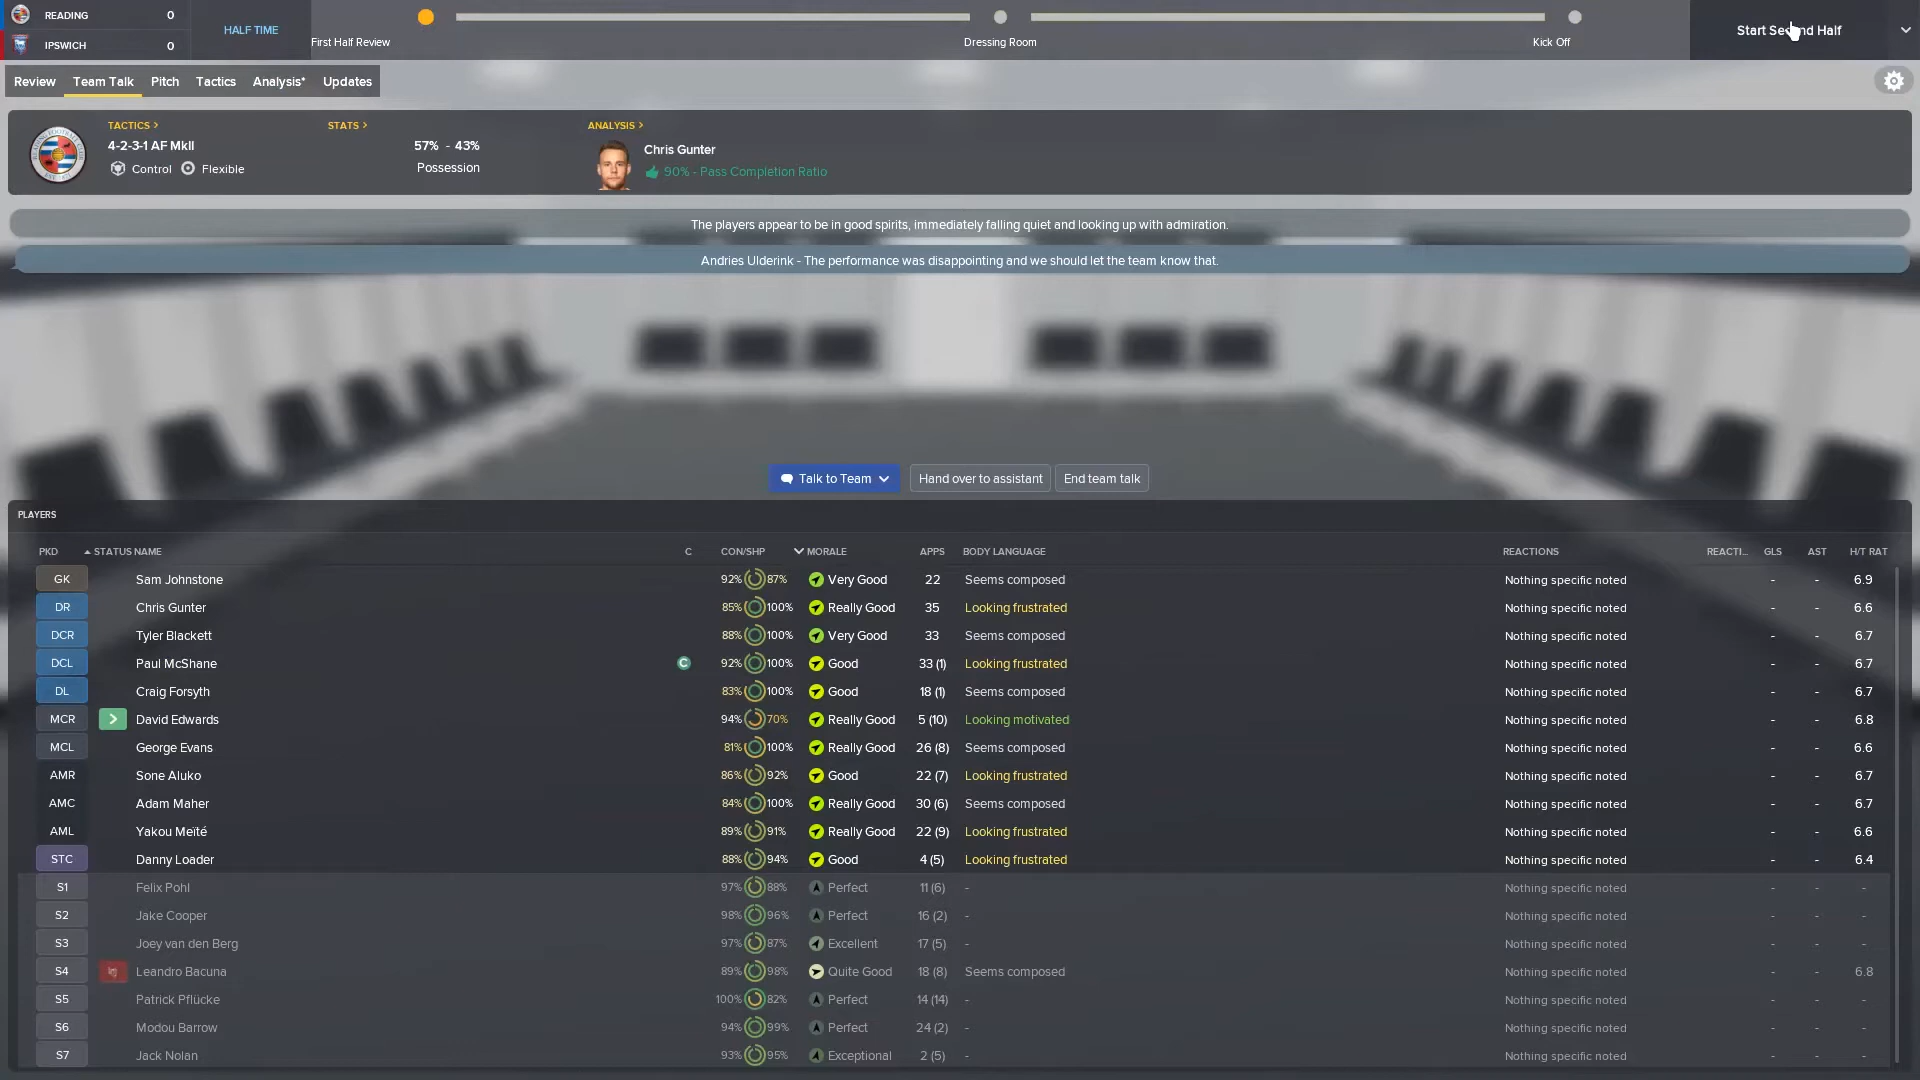 READING 0
IPSWICH 0
HALF TIME
First Half Review
Dressing Room
Kick Off
Start Second Half
Review Team Talk Pitch Tactics Analysis* Updates
TACTICS > STATS > ANALYSIS >
4-2-3-1 AF MkII 57% - 43% Chris Gunter
Control Flexible Possession 90% - Pass Completion Ratio
The players appear to be in good spirits, immediately falling quiet and looking up with admiration.
Andries Ulderink - The performance was disappointing and we should let the team know that.
Talk to Team Hand over to assistant End team talk
PLAYERS
PKD STATUS NAME C CON/SHP MORALE APPS BODY LANGUAGE REACTIONS REACTI... GLS AST H/T RAT
GK Sam Johnstone 92% 87% Very Good 22 Seems composed Nothing specific noted - - 6.9
DR Chris Gunter 85% 100% Really Good 35 Looking frustrated Nothing specific noted - - 6.6
DCR Tyler Blackett 88% 100% Very Good 33 Seems composed Nothing specific noted - - 6.7
DCL Paul McShane C 92% 100% Good 33 (1) Looking frustrated Nothing specific noted - - 6.7
DL Craig Forsyth 83% 100% Good 18 (1) Seems composed Nothing specific noted - - 6.7
MCR David Edwards 94% 70% Really Good 5 (10) Looking motivated Nothing specific noted - - 6.8
MCL George Evans 81% 100% Really Good 26 (8) Seems composed Nothing specific noted - - 6.6
AMR Sone Aluko 86% 92% Good 22 (7) Looking frustrated Nothing specific noted - - 6.7
AMC Adam Maher 84% 100% Really Good 30 (6) Seems composed Nothing specific noted - - 6.7
AML Yakou Meïté 89% 91% Really Good 22 (9) Looking frustrated Nothing specific noted - - 6.6
STC Danny Loader 88% 94% Good 4 (5) Looking frustrated Nothing specific noted - - 6.4
S1 Felix Pohl 97% 88% Perfect 11 (6) - Nothing specific noted - - -
S2 Jake Cooper 98% 96% Perfect 16 (2) - Nothing specific noted - - -
S3 Joey van den Berg 97% 87% Excellent 17 (5) - Nothing specific noted - - -
S4 Leandro Bacuna 89% 98% Quite Good 18 (8) Seems composed Nothing specific noted - - 6.8
S5 Patrick Pflücke 100% 82% Perfect 14 (14) - Nothing specific noted - - -
S6 Modou Barrow 94% 99% Perfect 24 (2) - Nothing specific noted - - -
S7 Jack Nolan 93% 95% Exceptional 2 (5) - Nothing specific noted - - -